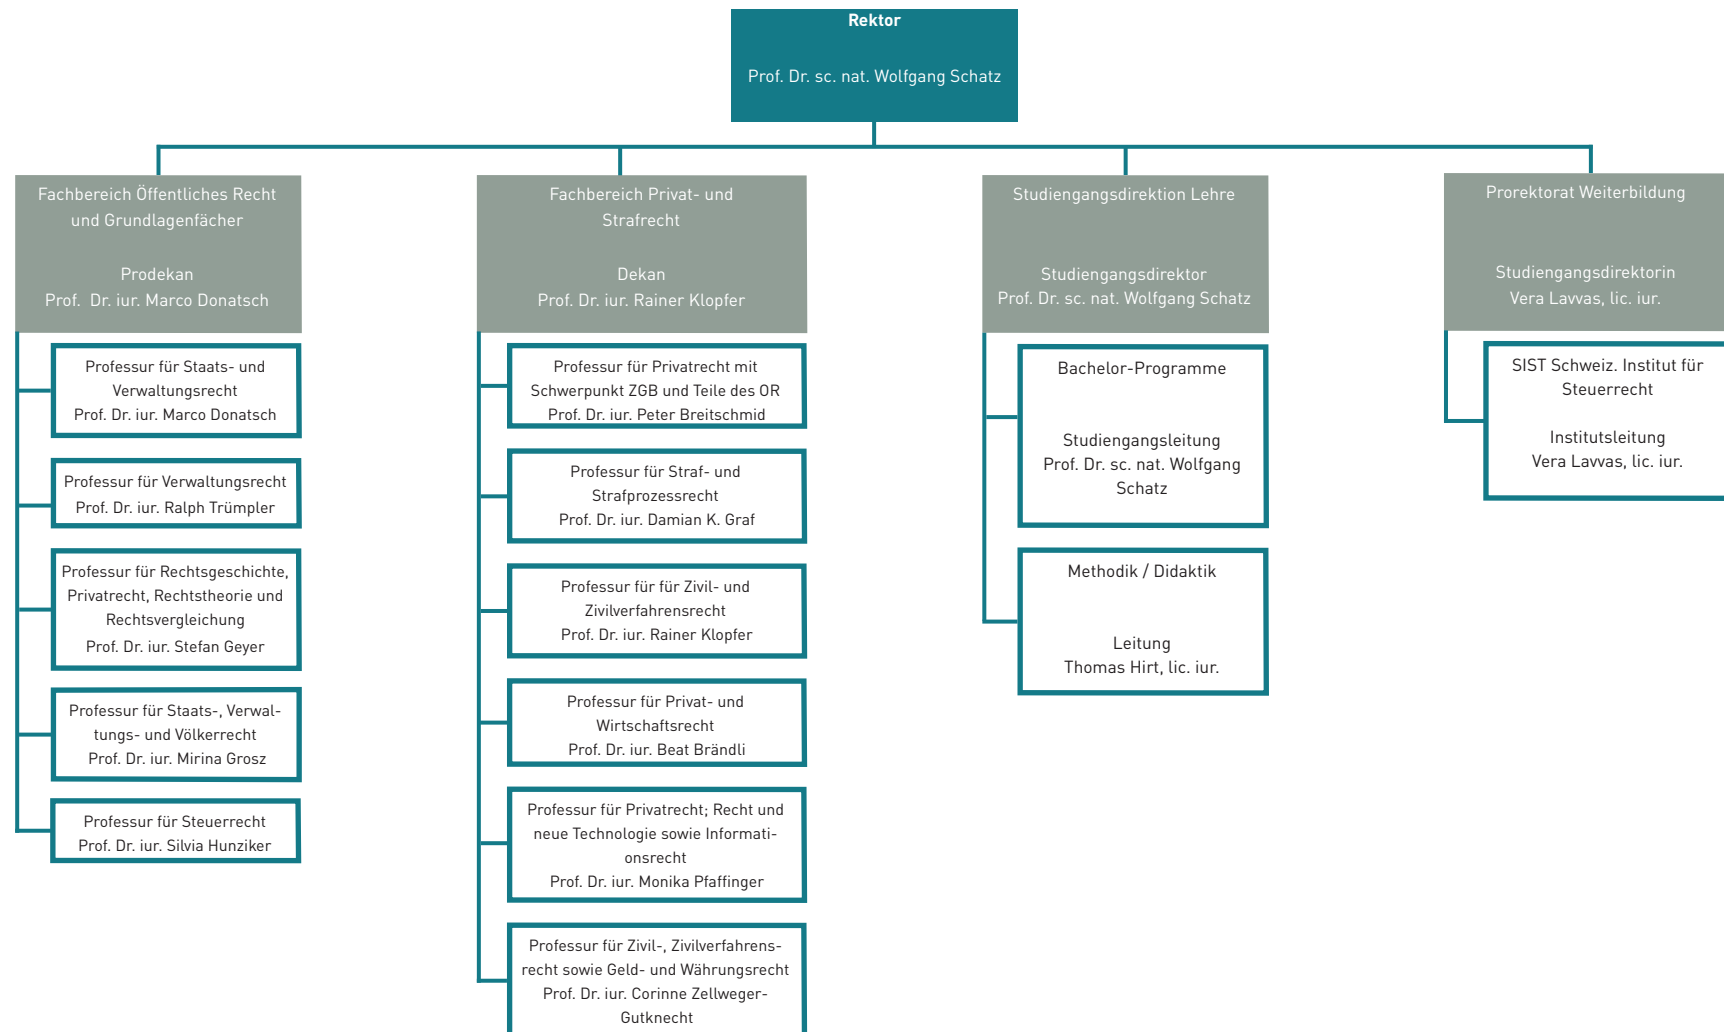 Rektor
Prof. Dr. sc. nat. Wolfgang Schatz
Fachbereich Öffentliches Recht
und Grundlagenfächer
Prodekan
Prof. Dr. iur. Marco Donatsch
Professur für Staats- und
Verwaltungsrecht
Prof. Dr. iur. Marco Donatsch
Professur für Verwaltungsrecht
Prof. Dr. iur. Ralph Trümpler
Professur für Rechtsgeschichte,
Privatrecht, Rechtstheorie und
Rechtsvergleichung
Prof. Dr. iur. Stefan Geyer
Professur für Staats-, Verwal-
tungs- und Völkerrecht
Prof. Dr. iur. Mirina Grosz
Professur für Steuerrecht
Prof. Dr. iur. Silvia Hunziker
Fachbereich Privat- und
Strafrecht
Dekan
Prof. Dr. iur. Rainer Klopfer
Professur für Privatrecht mit
Schwerpunkt ZGB und Teile des OR
Prof. Dr. iur. Peter Breitschmid
Professur für Straf- und
Strafprozessrecht
Prof. Dr. iur. Damian K. Graf
Professur für für Zivil- und
Zivilverfahrensrecht
Prof. Dr. iur. Rainer Klopfer
Professur für Privat- und
Wirtschaftsrecht
Prof. Dr. iur. Beat Brändli
Professur für Privatrecht; Recht und
neue Technologie sowie Informati-
onsrecht
Prof. Dr. iur. Monika Pfaffinger
Professur für Zivil-, Zivilverfahrens-
recht sowie Geld- und Währungsrecht
Prof. Dr. iur. Corinne Zellweger-
Gutknecht
Studiengangsdirektion Lehre
Studiengangsdirektor
Prof. Dr. sc. nat. Wolfgang Schatz
Bachelor-Programme
Studiengangsleitung
Prof. Dr. sc. nat. Wolfgang
Schatz
Methodik / Didaktik
Leitung
Thomas Hirt, lic. iur.
Prorektorat Weiterbildung
Studiengangsdirektorin
Vera Lavvas, lic. iur.
SIST Schweiz. Institut für
Steuerrecht
Institutsleitung
Vera Lavvas, lic. iur.